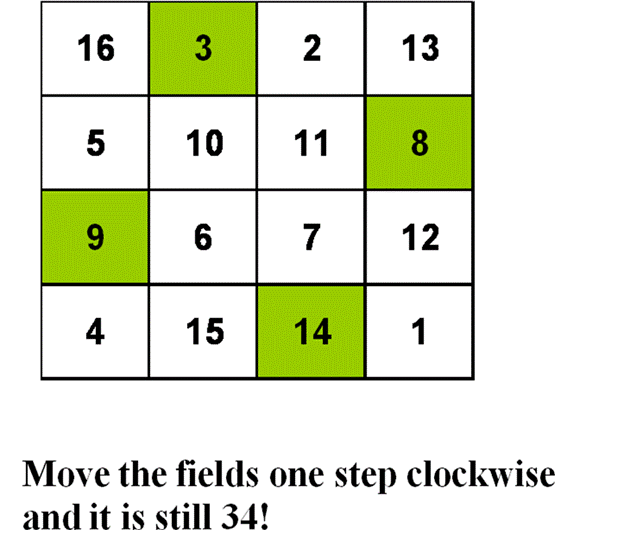 16 3 2 13
5 10 11 8
9 6 7 12
4 15 14 1
Move the fields one step clockwise
and it is still 34!